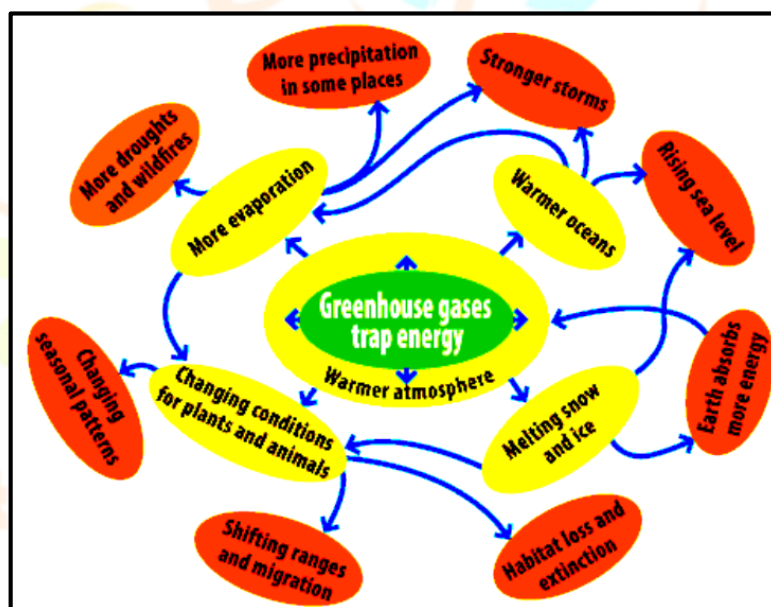 More precipitation
in some places
Stronger storms
More droughts
and wildfires
More evaporation
Warmer oceans
Rising sea level
Greenhouse gases
trap energy
Warmer atmosphere
Changing
seasonal patterns
Changing conditions
for plants and animals
Melting snow
and ice
Earth absorbs
more energy
Shifting ranges
and migration
Habitat loss and
extinction